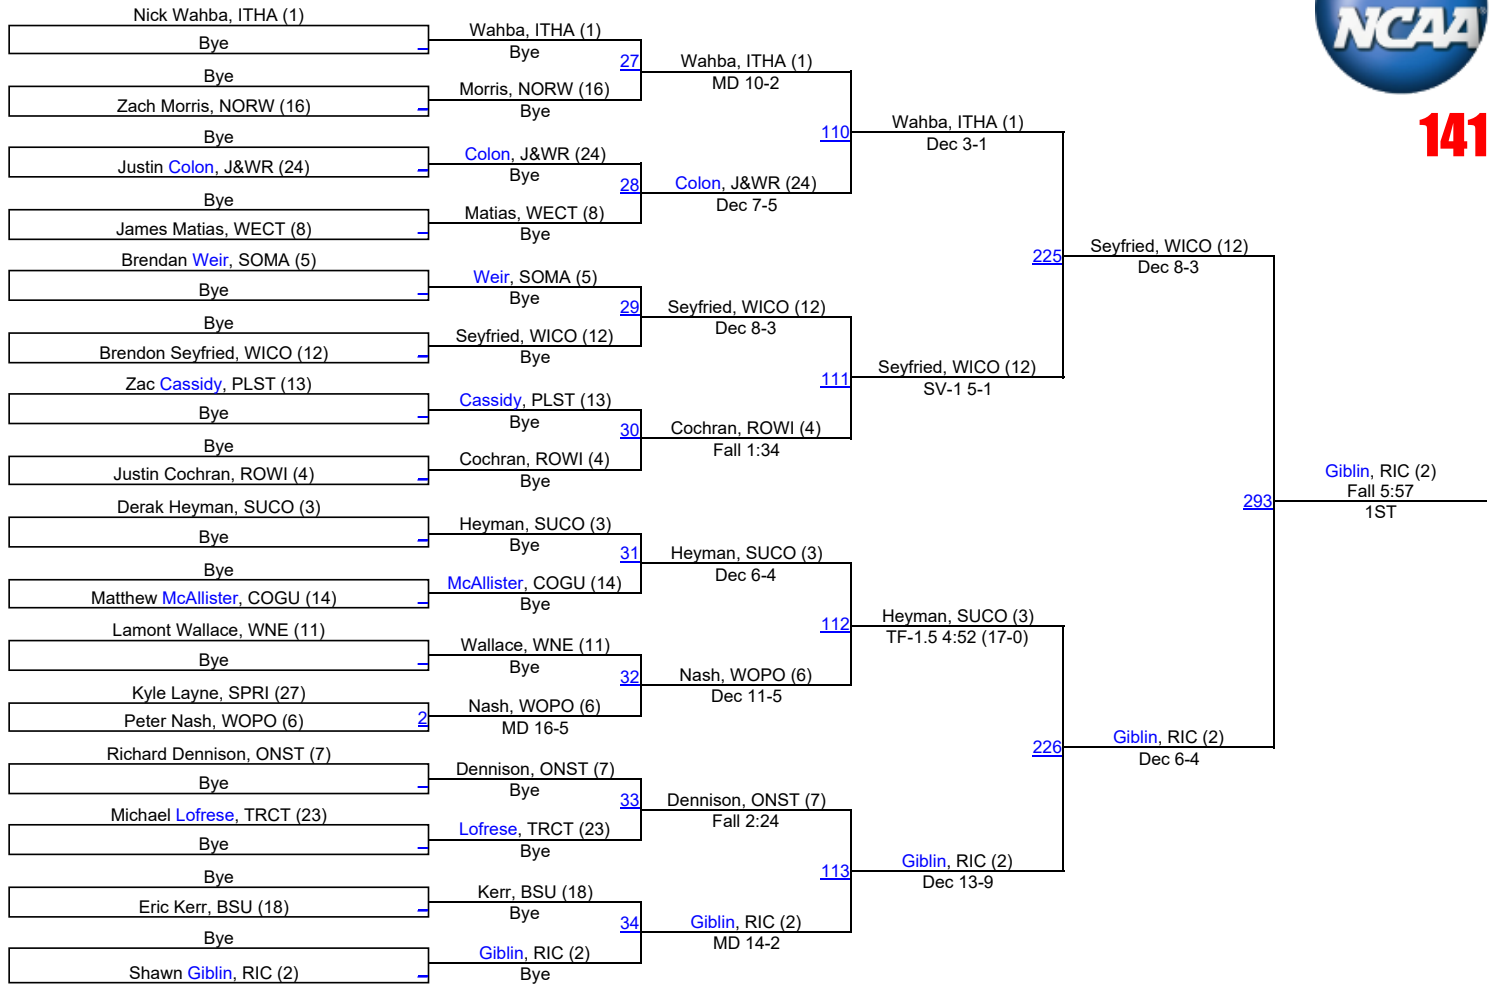 Nick Wahba, ITHA (1)
Bye
Bye
Zach Morris, NORW (16)
Bye
Justin Colon, J&WR (24)
Bye
James Matias, WECT (8)
Brendan Weir, SOMA (5)
Bye
Bye
Brendon Seyfried, WICO (12)
Zac Cassidy, PLST (13)
Bye
Bye
Justin Cochran, ROWI (4)
Derak Heyman, SUCO (3)
Bye
Bye
Matthew McAllister, COGU (14)
Lamont Wallace, WNE (11)
Bye
Kyle Layne, SPRI (27)
Peter Nash, WOPO (6)
2
Richard Dennison, ONST (7)
Bye
Michael Lofrese, TRCT (23)
Bye
Bye
Eric Kerr, BSU (18)
Bye
Shawn Giblin, RIC (2)
Wahba, ITHA (1)
Bye
27
Morris, NORW (16)
Bye
Colon, J&WR (24)
Bye
28
Matias, WECT (8)
Bye
Weir, SOMA (5)
Bye
29
Seyfried, WICO (12)
Bye
Cassidy, PLST (13)
Bye
30
Cochran, ROWI (4)
Bye
Heyman, SUCO (3)
Bye
31
McAllister, COGU (14)
Bye
Wallace, WNE (11)
Bye
32
Nash, WOPO (6)
MD 16-5
Dennison, ONST (7)
Bye
33
Lofrese, TRCT (23)
Bye
Kerr, BSU (18)
Bye
34
Giblin, RIC (2)
Bye
Wahba, ITHA (1)
MD 10-2
110
Colon, J&WR (24)
Dec 7-5
Seyfried, WICO (12)
Dec 8-3
111
Cochran, ROWI (4)
Fall 1:34
Heyman, SUCO (3)
Dec 6-4
112
Nash, WOPO (6)
Dec 11-5
Dennison, ONST (7)
Fall 2:24
113
Giblin, RIC (2)
MD 14-2
Wahba, ITHA (1)
Dec 3-1
225
Seyfried, WICO (12)
SV-1 5-1
Heyman, SUCO (3)
TF-1.5 4:52 (17-0)
226
Giblin, RIC (2)
Dec 13-9
Seyfried, WICO (12)
Dec 8-3
293
Giblin, RIC (2)
Dec 6-4
Giblin, RIC (2)
Fall 5:57
1ST
NCAA
141